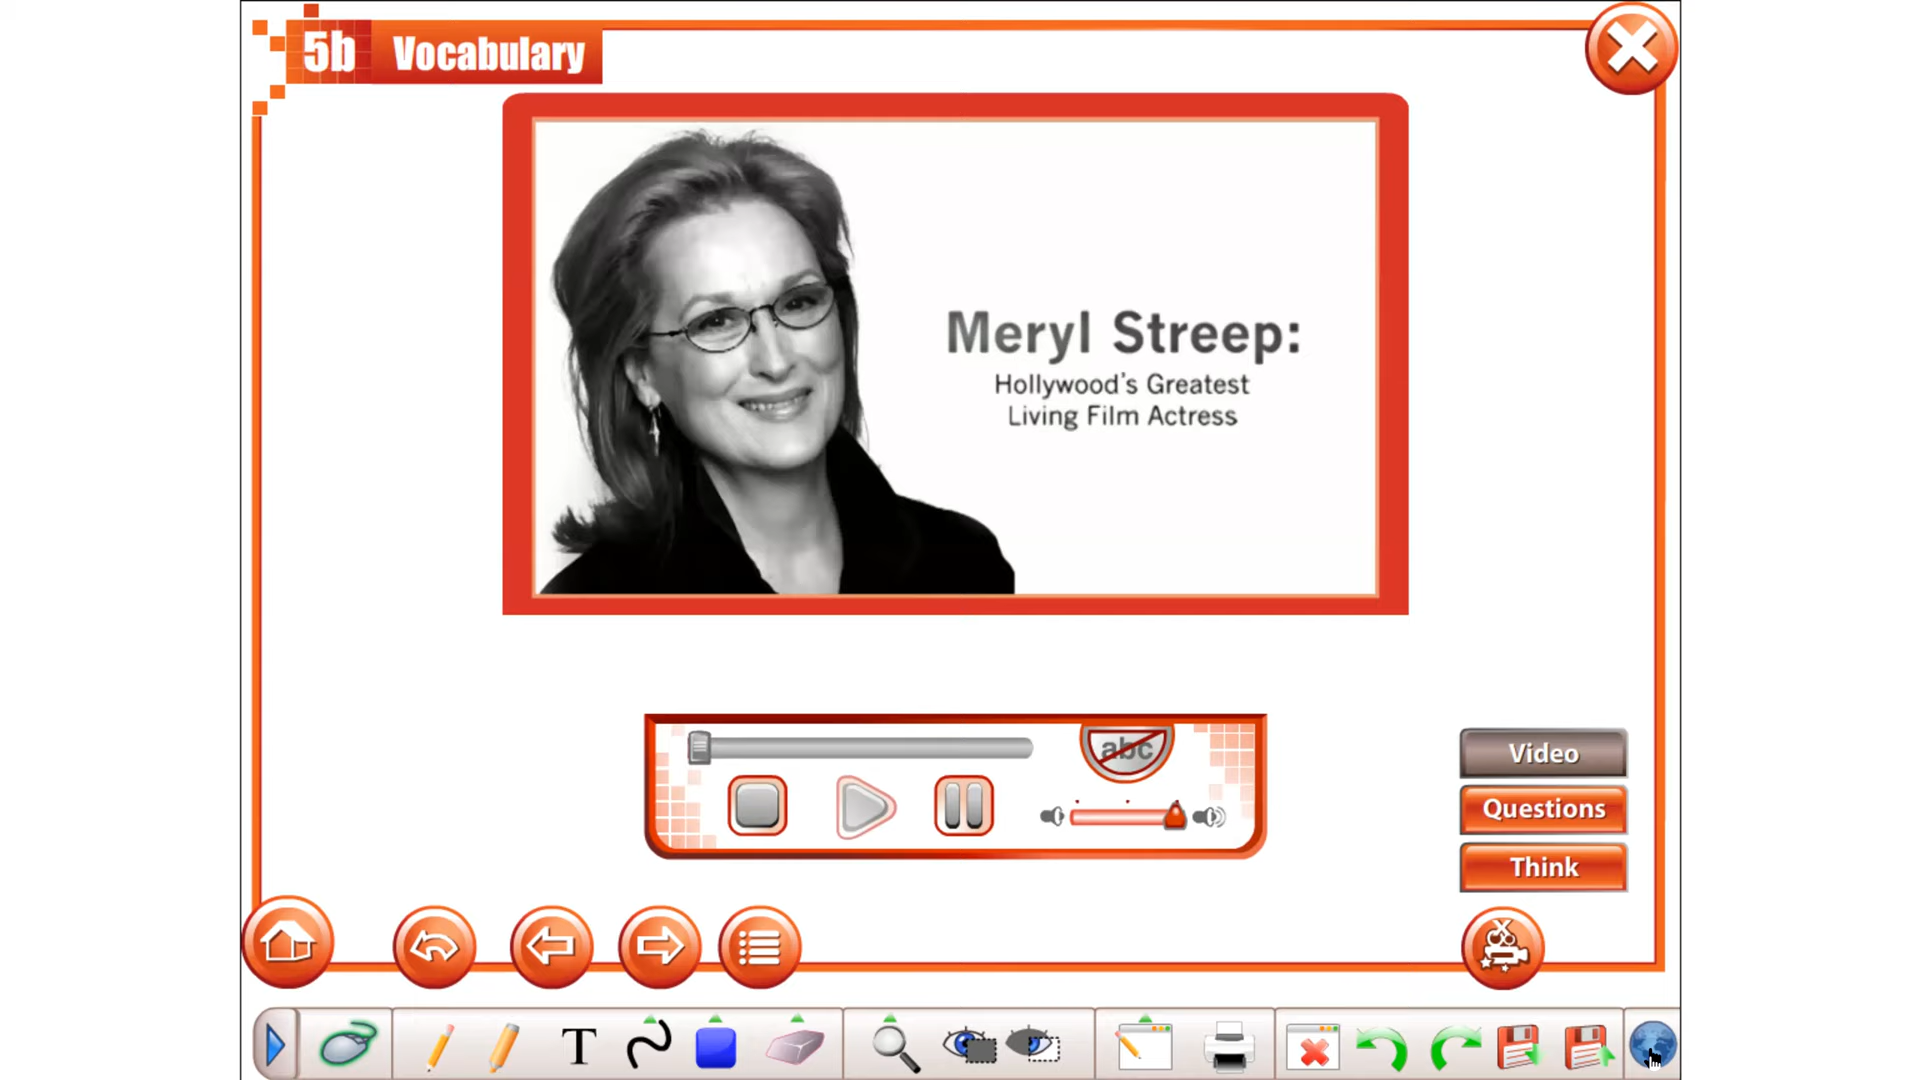 5b Vocabulary
Meryl Streep:
Hollywood's Greatest
Living Film Actress
abc
Video
Questions
Think
T